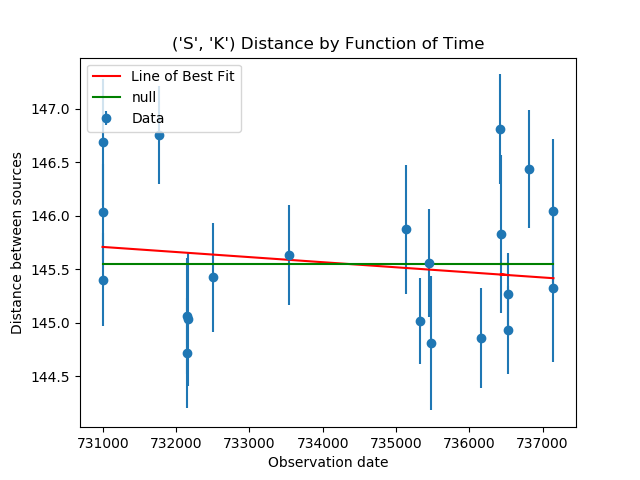 ('S', 'K') Distance by Function of Time
Line of Best Fit
null
Data
Distance between sources
147.0
146.5
146.0
145.5
145.0
144.5
731000 732000 733000 734000 735000 736000 737000
Observation date